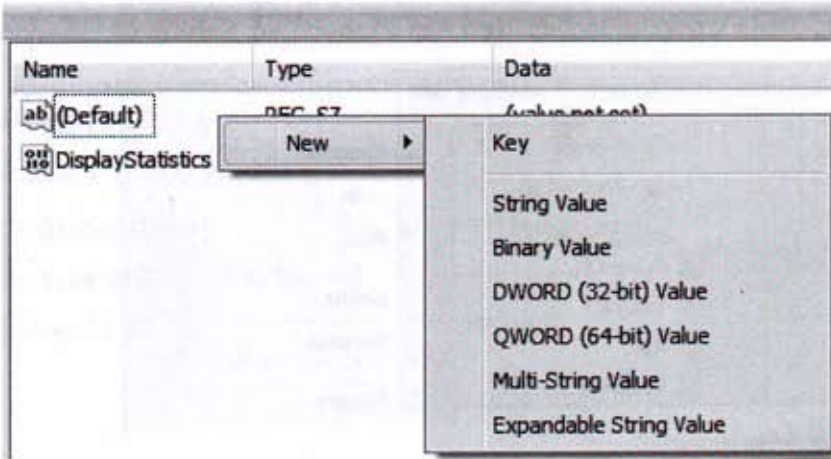 Name Type Data
(Default)
New
Key
DisplayStatistics
String Value
Binary Value
DWORD (32-bit) Value
QWORD (64-bit) Value
Multi-String Value
Expandable String Value